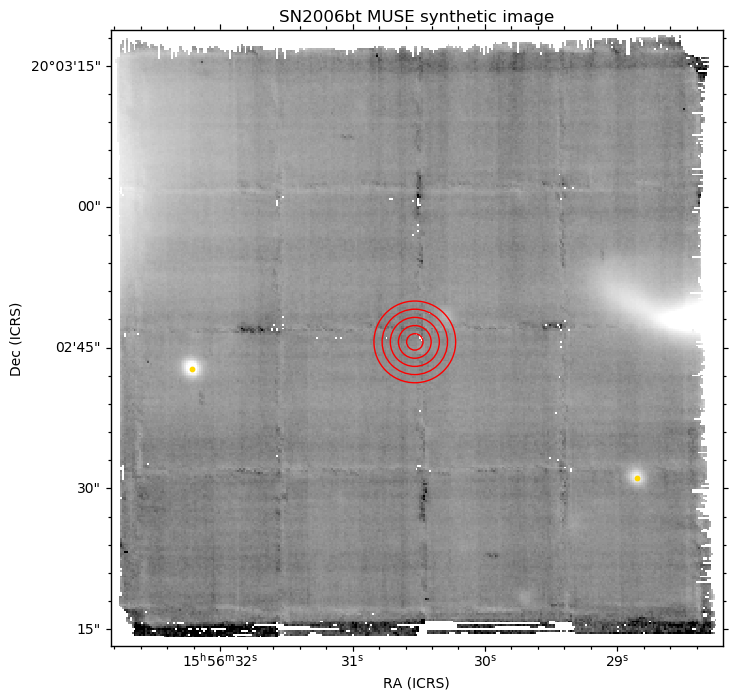 SN2006bt MUSE synthetic image
20°03'15"
00"
02'45"
30"
15"
15ʰ56ᵐ32ˢ 31ˢ 30ˢ 29ˢ
RA (ICRS)
Dec (ICRS)